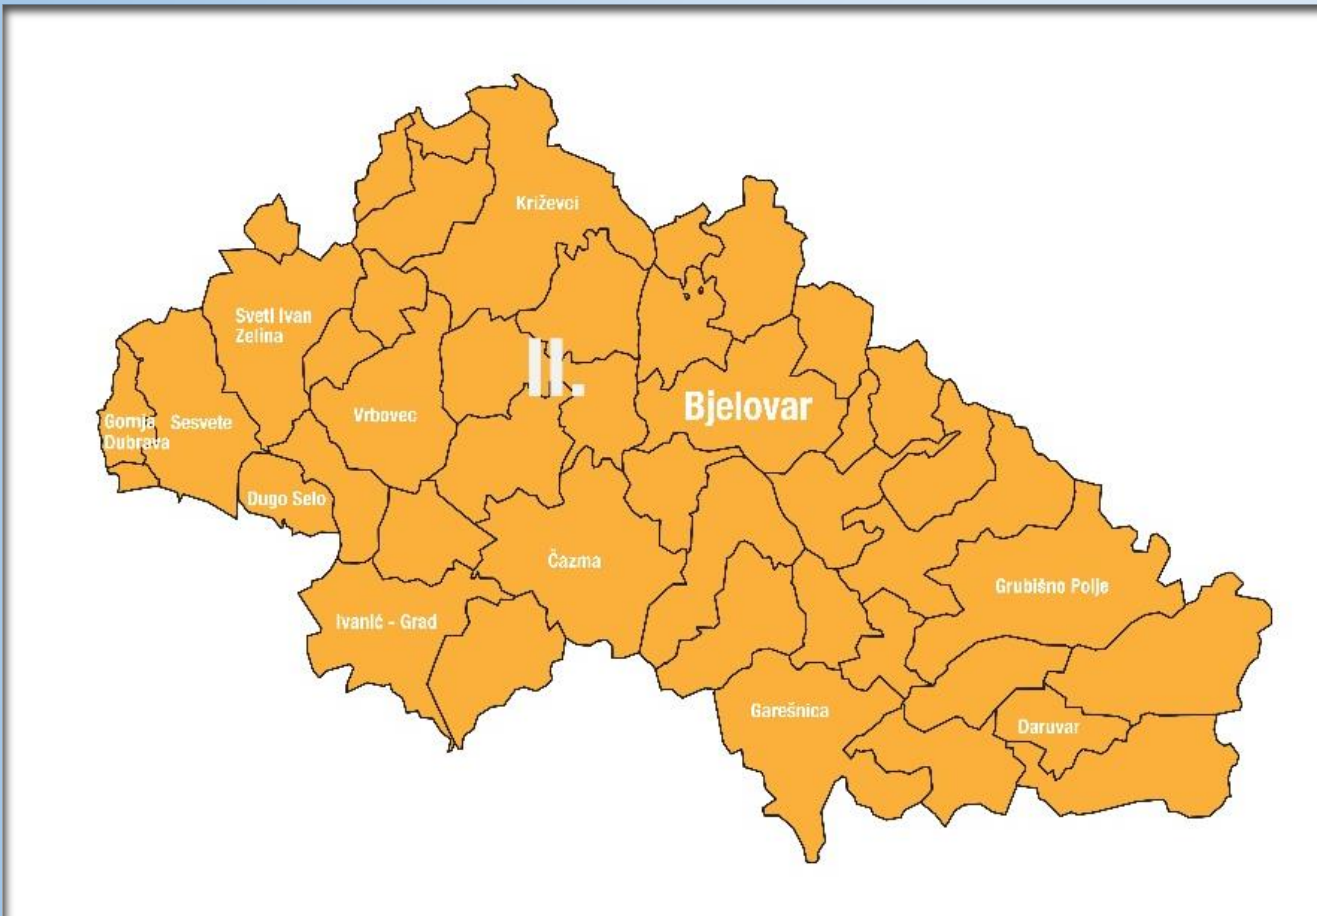 Križevci
Sveti Ivan
Zelina
II.
Bjelovar
Gornja
Dubrava
Sesvete
Vrbovec
Dugo Selo
Čazma
Grubišno Polje
Ivanić - Grad
Garešnica
Daruvar